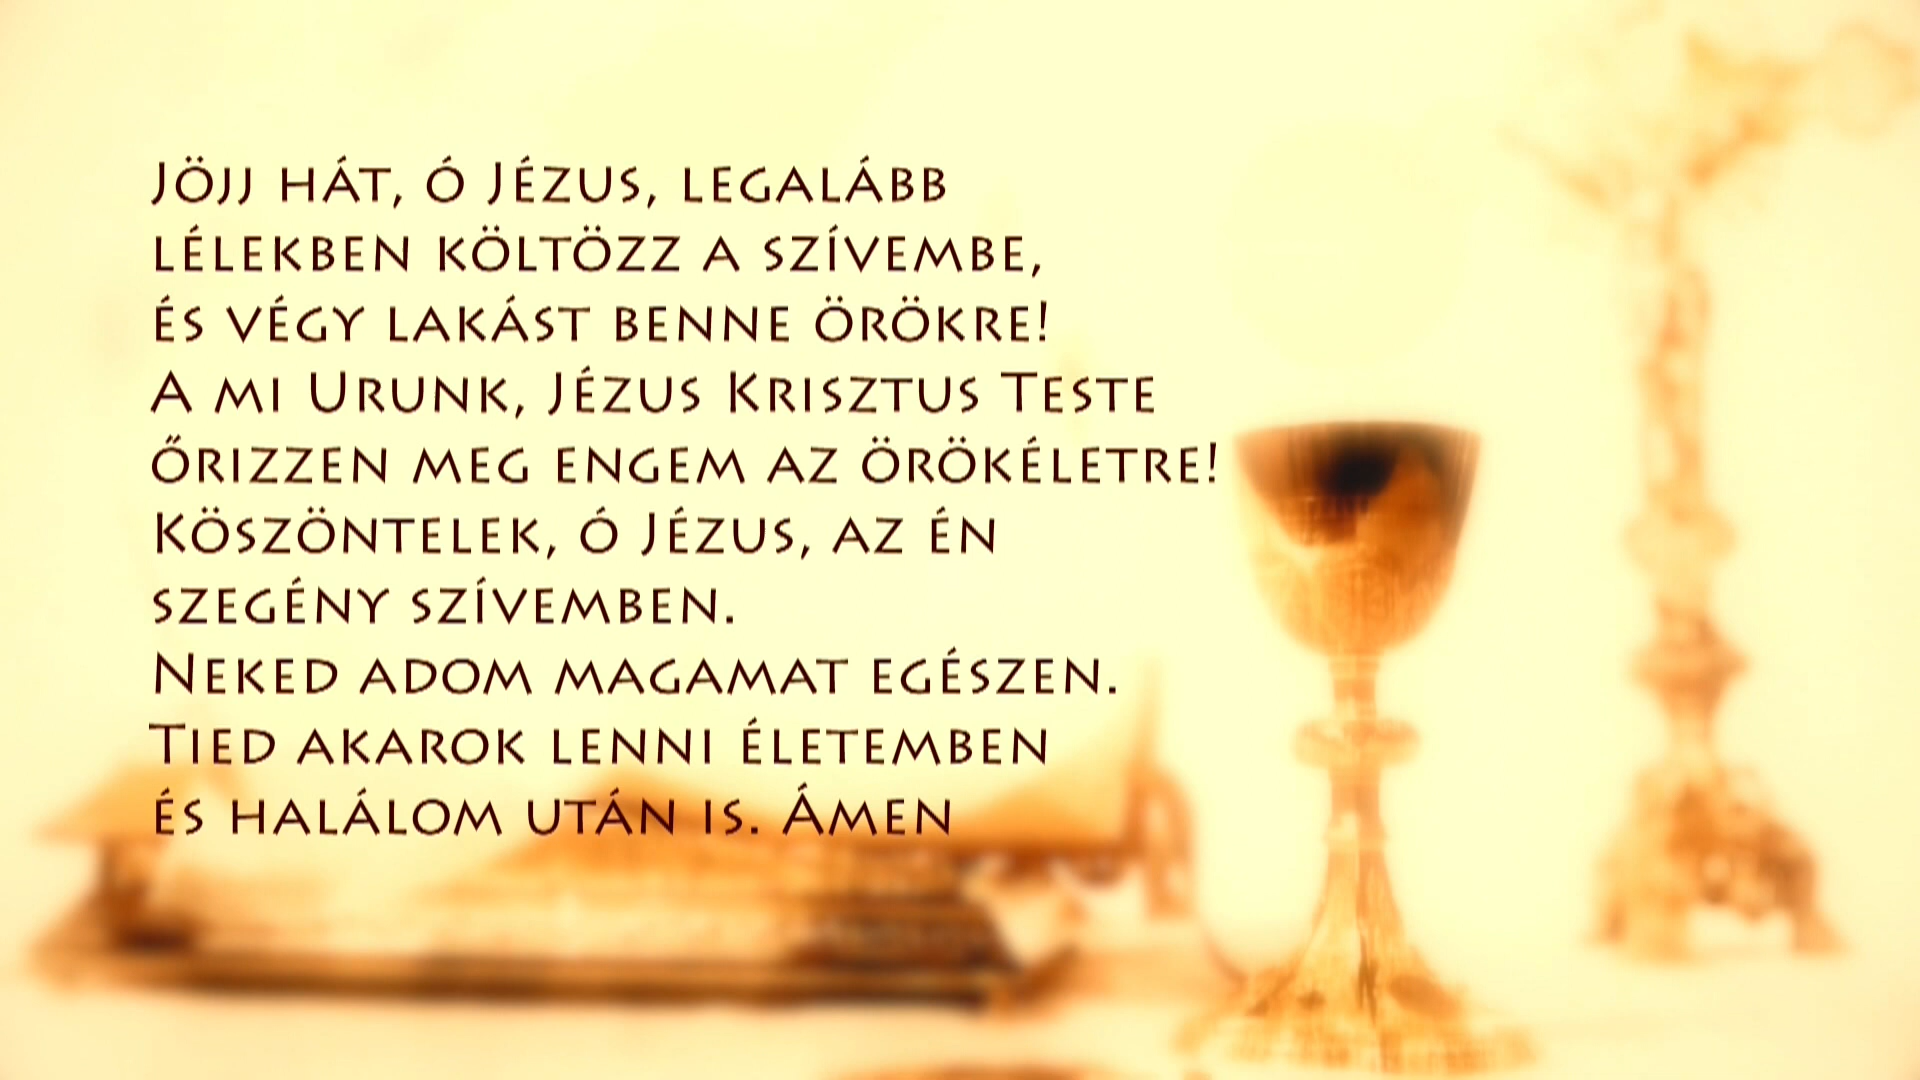 Jöjj hát, ó Jézus, legalább
lélekben költözz a szívembe,
és végy lakást benne örökre!
A mi Urunk, Jézus Krisztus Teste
őrizzen meg engem az örökéletre!
Köszöntelek, ó Jézus, az én
szegény szívemben.
Neked adom magamat egészen.
Tied akarok lenni életemben
és halálom után is. Ámen